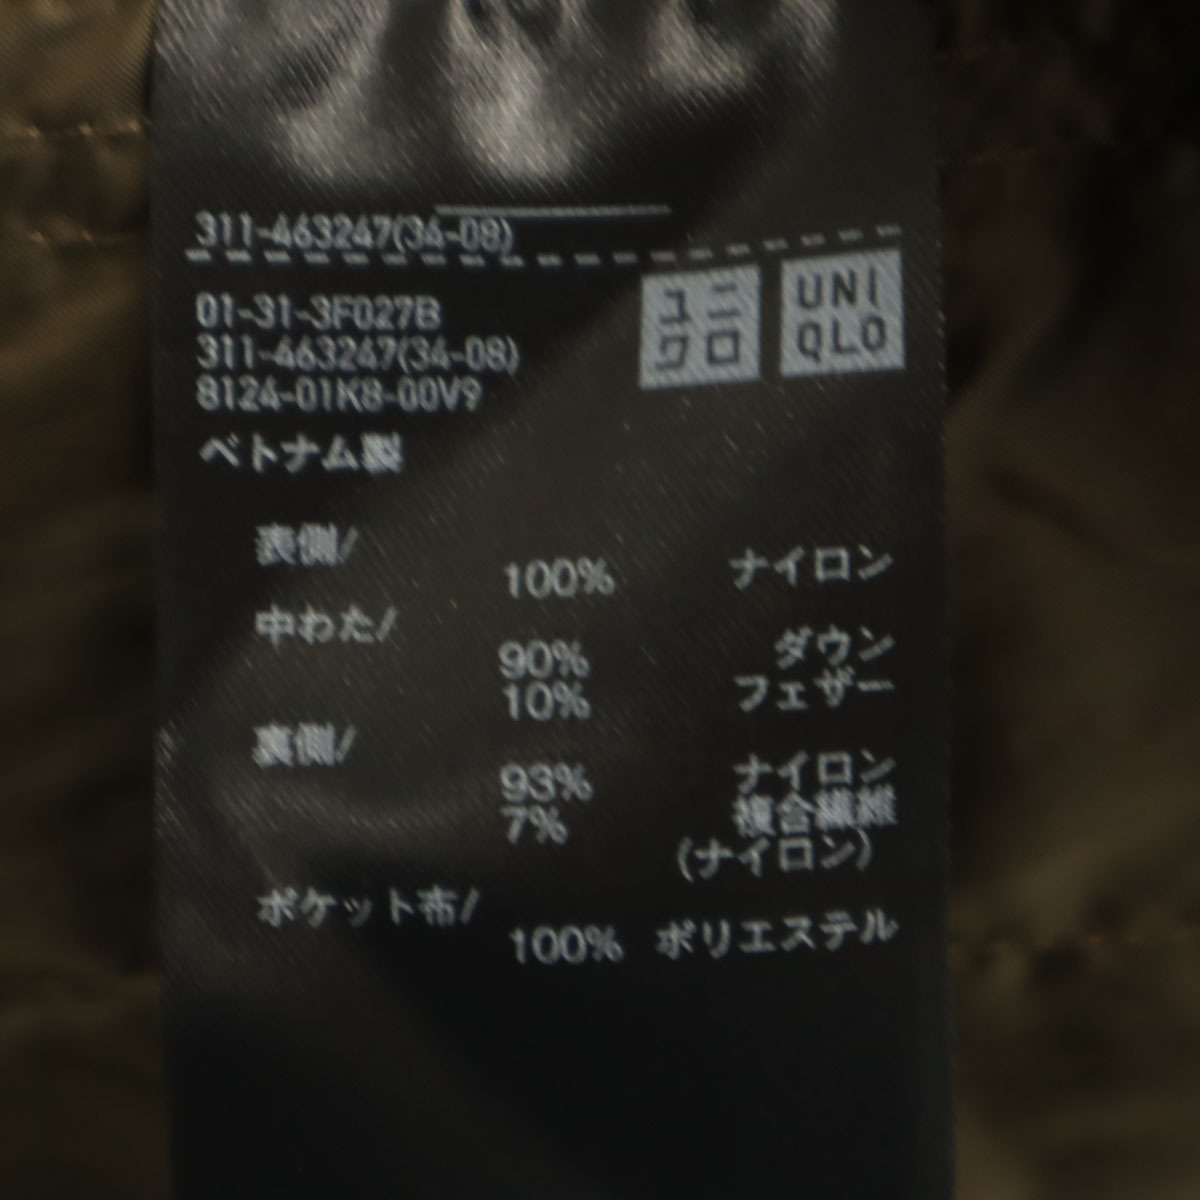 311-463247(34-08)
ユニ
クロ
UNI
QLO
01-31-3F027B
311-463247(34-08)
8124-01K8-00V9
ベトナム製
表側/
100% ナイロン
中わた/
90% ダウン
10% フェザー
裏側/
93% ナイロン
7% 複合繊維
(ナイロン)
ポケット布/
100% ポリエステル